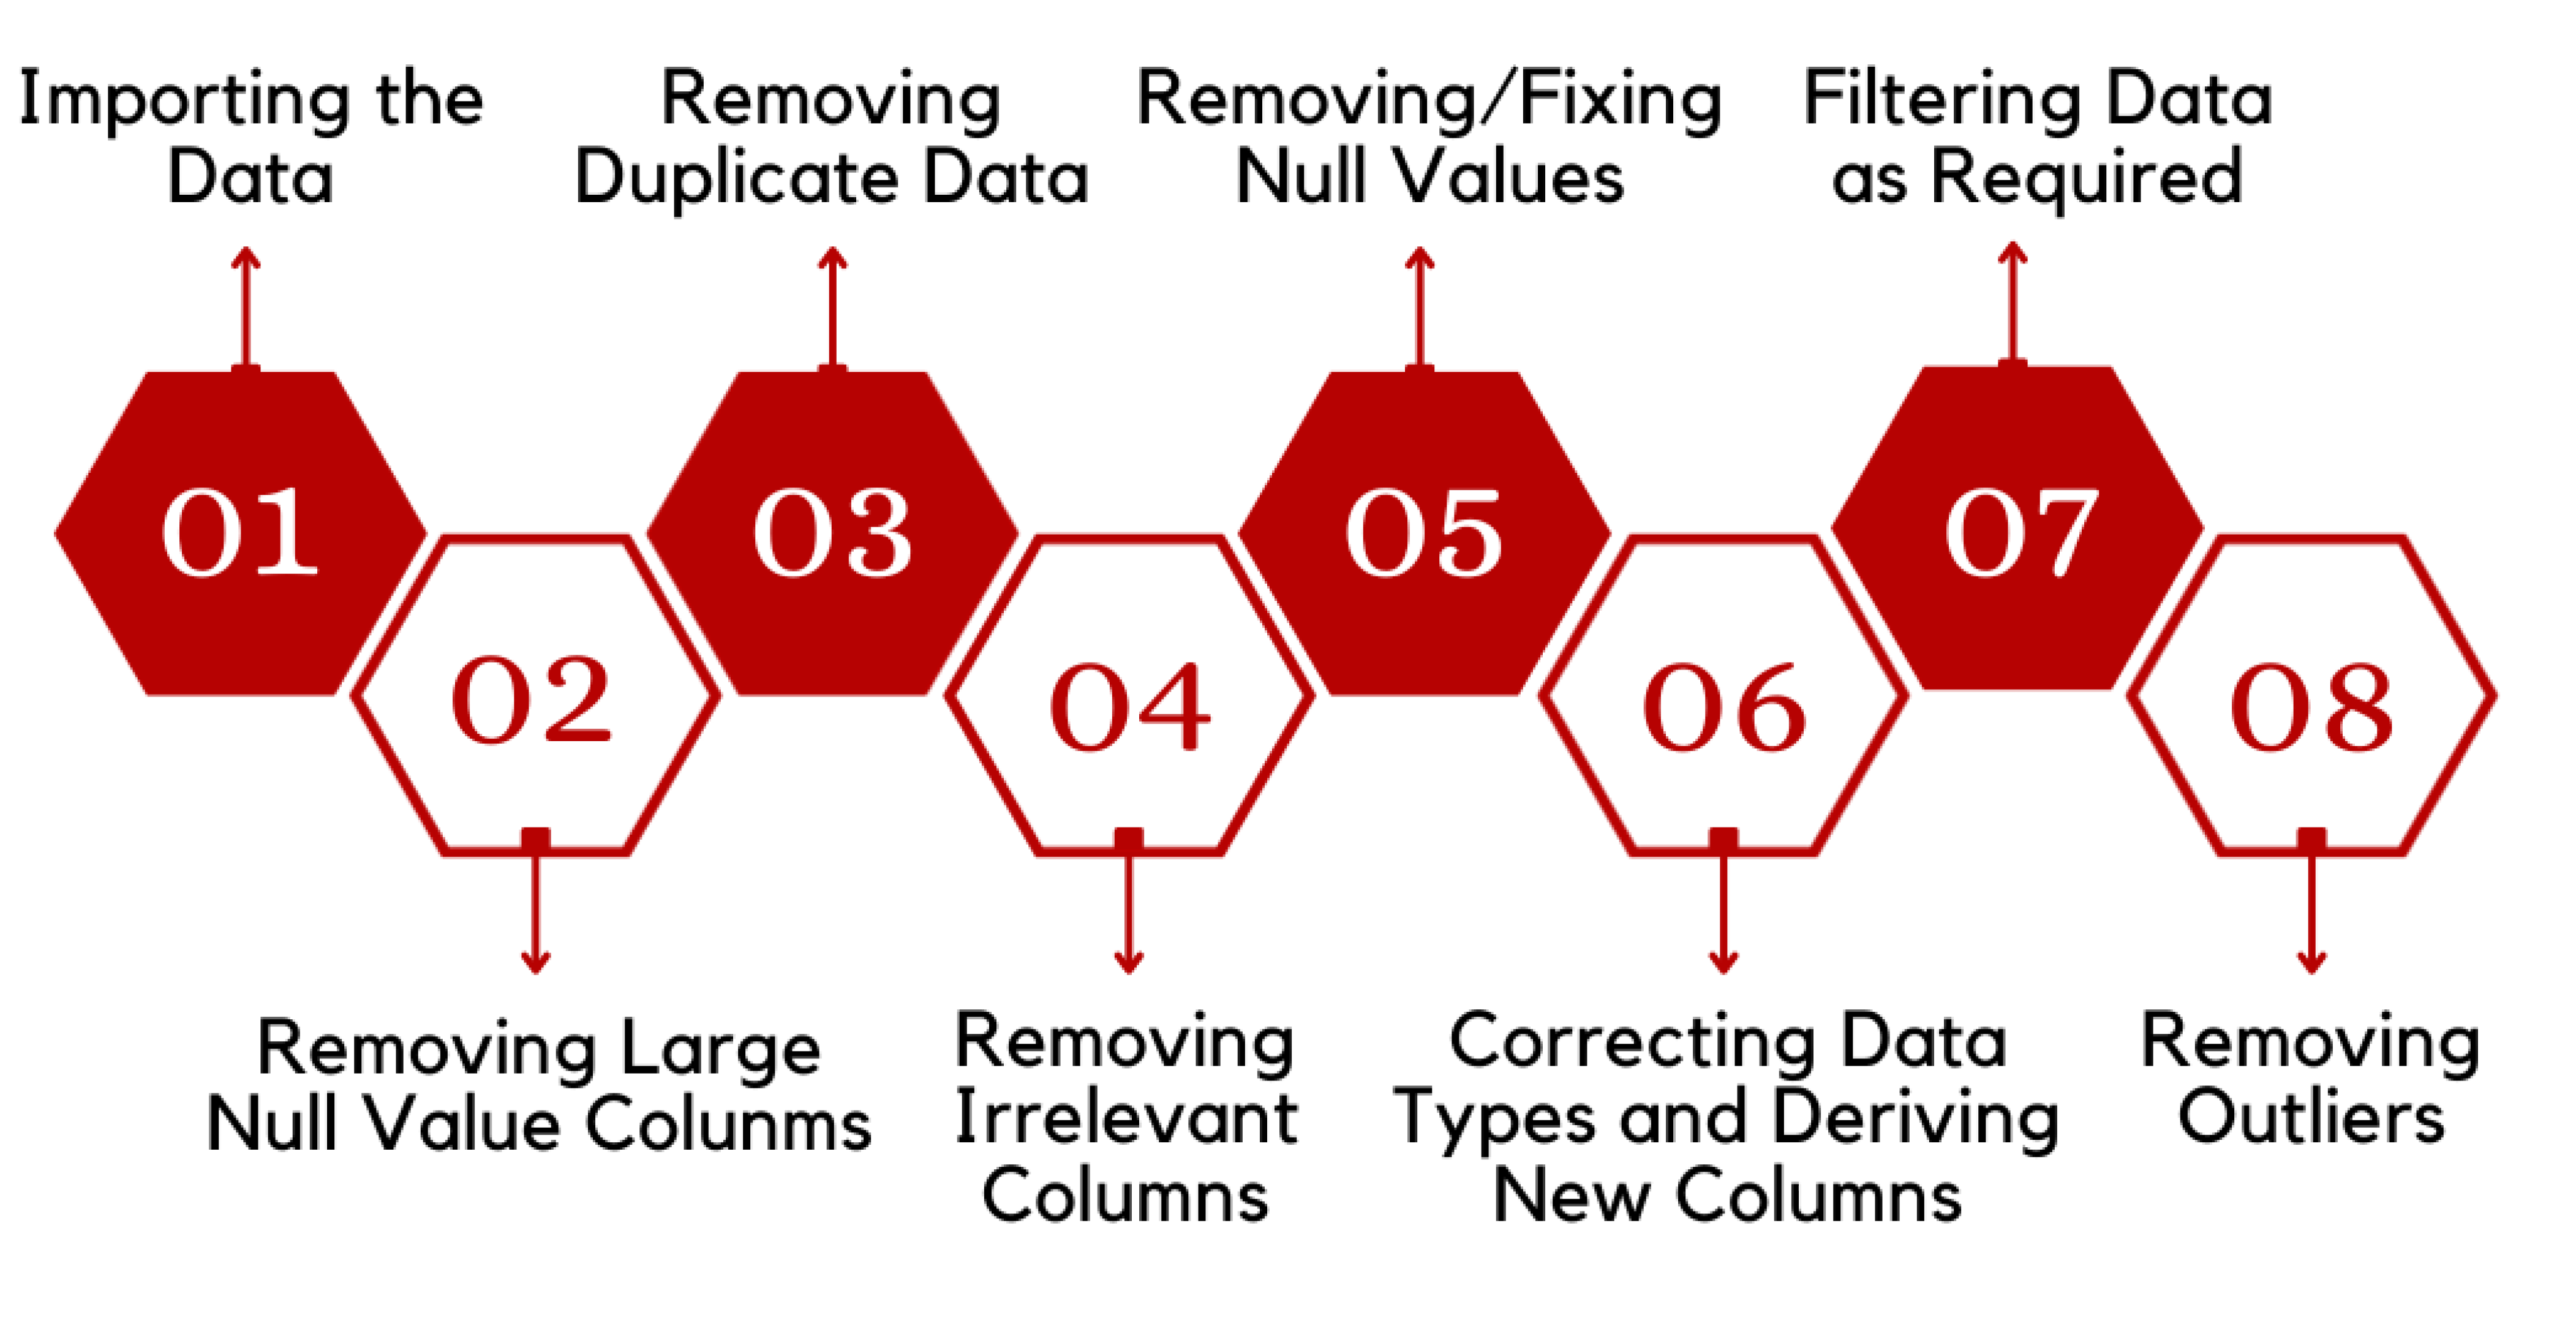 Importing the
Data
Removing
Duplicate Data
Removing/Fixing
Null Values
Filtering Data
as Required
01
02
03
04
05
06
07
08
Removing Large
Null Value Colunms
Removing
Irrelevant
Columns
Correcting Data
Types and Deriving
New Columns
Removing
Outliers